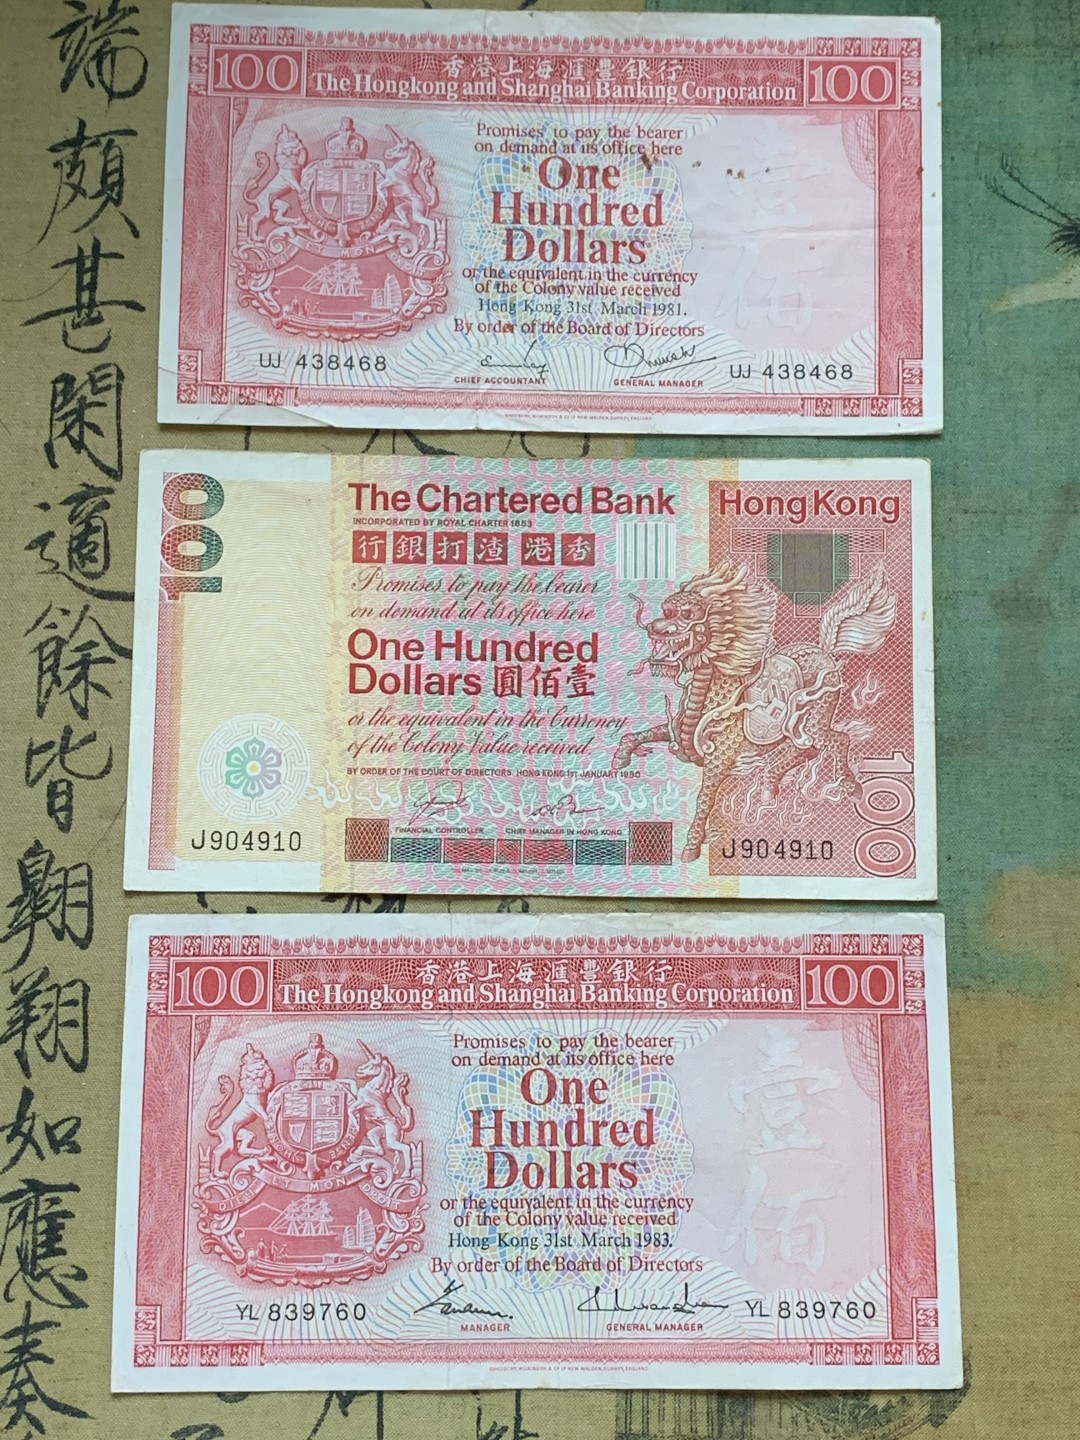 端
頗
甚
閑
適
餘
皆
翱
翔
如
應
奏
100
香港上海滙豐銀行
The Hongkong and Shanghai Banking Corporation
100
Promises to pay the bearer
on demand at its office here
One
Hundred
Dollars
or the equivalent in the currency
of the Colony value received
Hong Kong 31st March 1981.
By order of the Board of Directors
壹佰
UJ 438468
CHIEF ACCOUNTANT
GENERAL MANAGER
UJ 438468
100
The Chartered Bank
Hong Kong
INCORPORATED BY ROYAL CHARTER 1853
行銀打渣港香
Promises to pay the bearer
on demand at its office here
One Hundred
Dollars 圓佰壹
or the equivalent in the Currency
of the Colony Value received.
BY ORDER OF THE COURT OF DIRECTORS HONG KONG 1ST JANUARY 1980
FINANCIAL CONTROLLER
CHIEF MANAGER IN HONG KONG
J904910
J904910
100
100
香港上海滙豐銀行
The Hongkong and Shanghai Banking Corporation
100
Promises to pay the bearer
on demand at its office here
One
Hundred
Dollars
or the equivalent in the currency
of the Colony value received
Hong Kong 31st March 1983.
By order of the Board of Directors
壹佰
YL 839760
MANAGER
GENERAL MANAGER
YL 839760